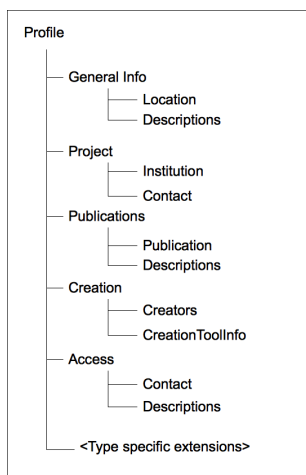 Profile
General Info
Location
Descriptions
Project
Institution
Contact
Publications
Publication
Descriptions
Creation
Creators
CreationToolInfo
Access
Contact
Descriptions
<Type specific extensions>